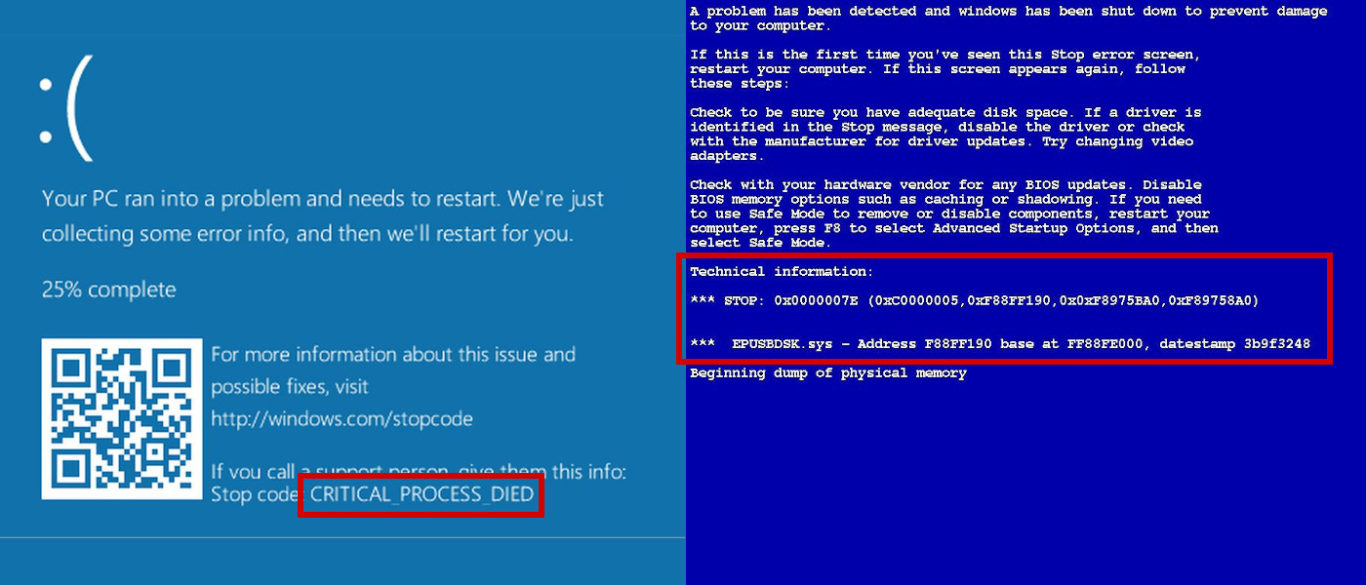 :(
Your PC ran into a problem and needs to restart. We're just
collecting some error info, and then we'll restart for you.
25% complete
For more information about this issue and
possible fixes, visit
http://windows.com/stopcode
If you call a support person, give them this info:
Stop code: CRITICAL_PROCESS_DIED
A problem has been detected and windows has been shut down to prevent damage
to your computer.
If this is the first time you've seen this Stop error screen,
restart your computer. If this screen appears again, follow
these steps:
Check to be sure you have adequate disk space. If a driver is
identified in the Stop message, disable the driver or check
with the manufacturer for driver updates. Try changing video
adapters.
Check with your hardware vendor for any BIOS updates. Disable
BIOS memory options such as caching or shadowing. If you need
to use Safe Mode to remove or disable components, restart your
computer, press F8 to select Advanced Startup Options, and then
select Safe Mode.
Technical information:
*** STOP: 0x0000007E (0xC0000005,0xF88FF190,0x0xF8975BA0,0xF89758A0)
*** EPUSBDSK.sys – Address F88FF190 base at FF88FE000, datestamp 3b9f3248
Beginning dump of physical memory